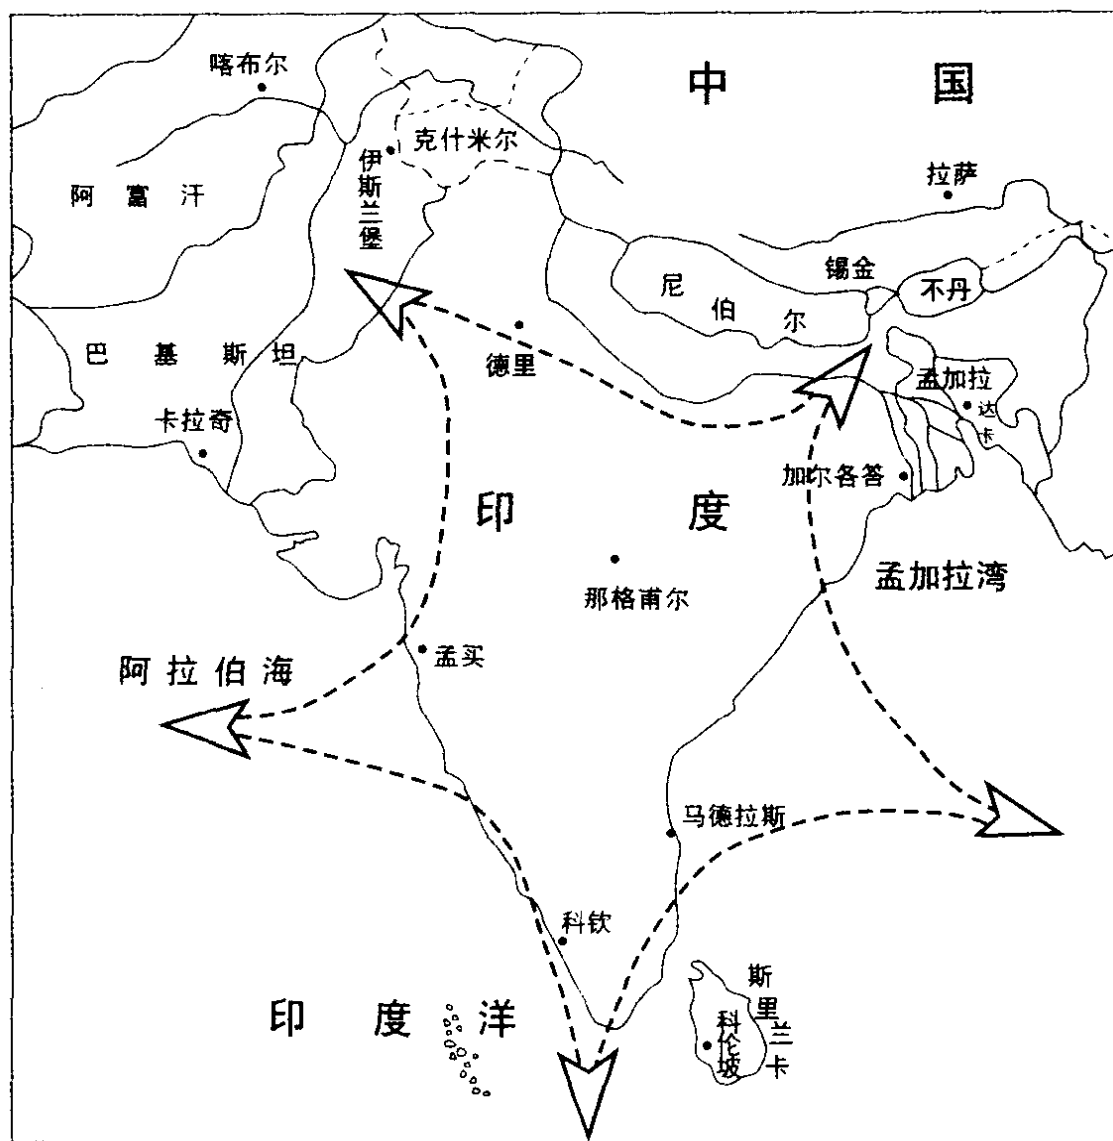 喀布尔
中国
克什米尔
伊斯兰堡
阿富汗
拉萨
锡金
不丹
尼伯尔
德里
巴基斯坦
孟加拉
达卡
卡拉奇
加尔各答
印度
孟加拉湾
那格甫尔
孟买
阿拉伯海
马德拉斯
科钦
斯里兰卡
科伦坡
印度洋